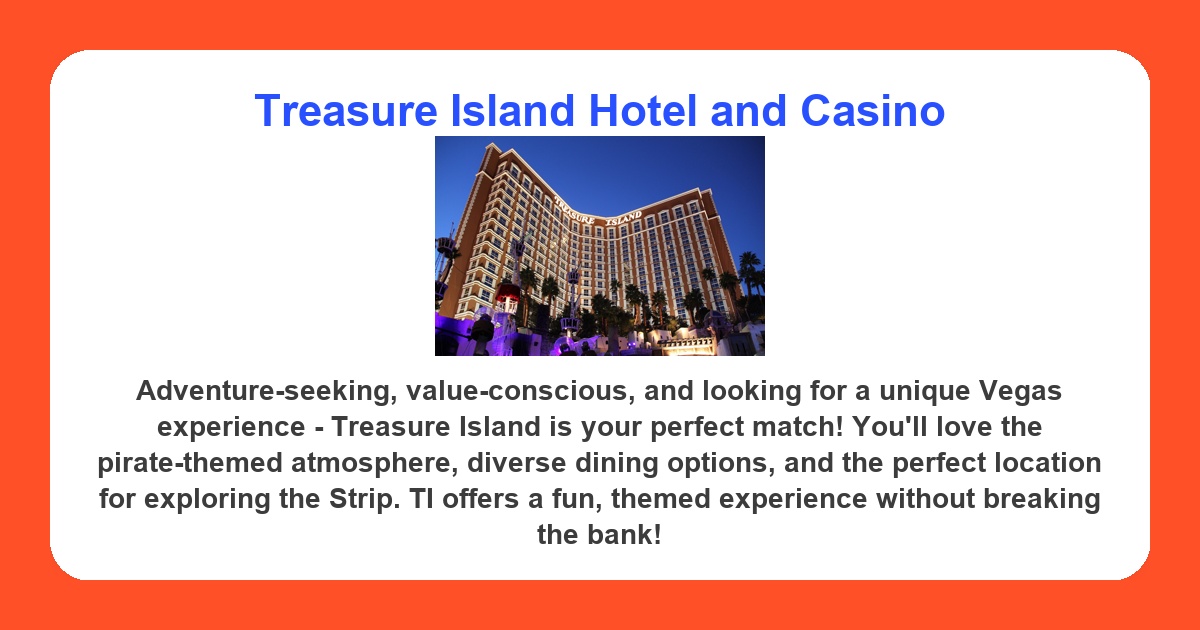 Treasure Island Hotel and Casino
TREASURE ISLAND
Adventure-seeking, value-conscious, and looking for a unique Vegas
experience - Treasure Island is your perfect match! You'll love the
pirate-themed atmosphere, diverse dining options, and the perfect location
for exploring the Strip. TI offers a fun, themed experience without breaking
the bank!